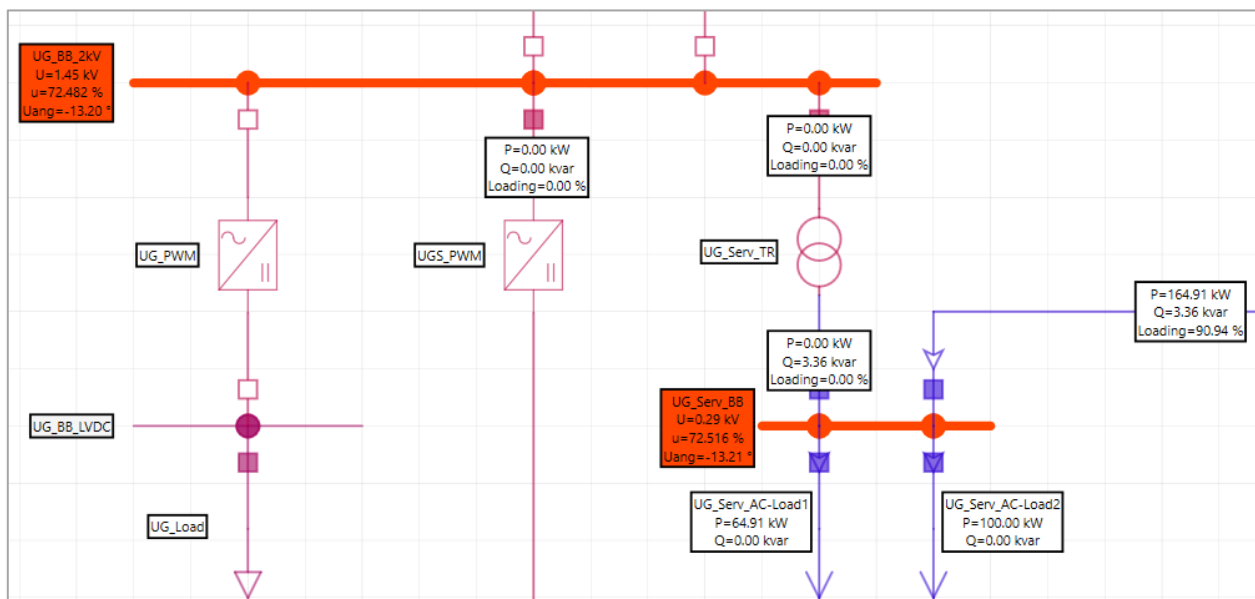 UG_BB_2kV
U=1.45 kV
u=72.482 %
Uang=-13.20 °
P=0.00 kW
Q=0.00 kvar
Loading=0.00 %
P=0.00 kW
Q=0.00 kvar
Loading=0.00 %
UG_PWM
UGS_PWM
UG_Serv_TR
P=164.91 kW
Q=3.36 kvar
Loading=90.94 %
P=0.00 kW
Q=3.36 kvar
Loading=0.00 %
UG_BB_LVDC
UG_Serv_BB
U=0.29 kV
u=72.516 %
Uang=-13.21 °
UG_Load
UG_Serv_AC-Load1
P=64.91 kW
Q=0.00 kvar
UG_Serv_AC-Load2
P=100.00 kW
Q=0.00 kvar